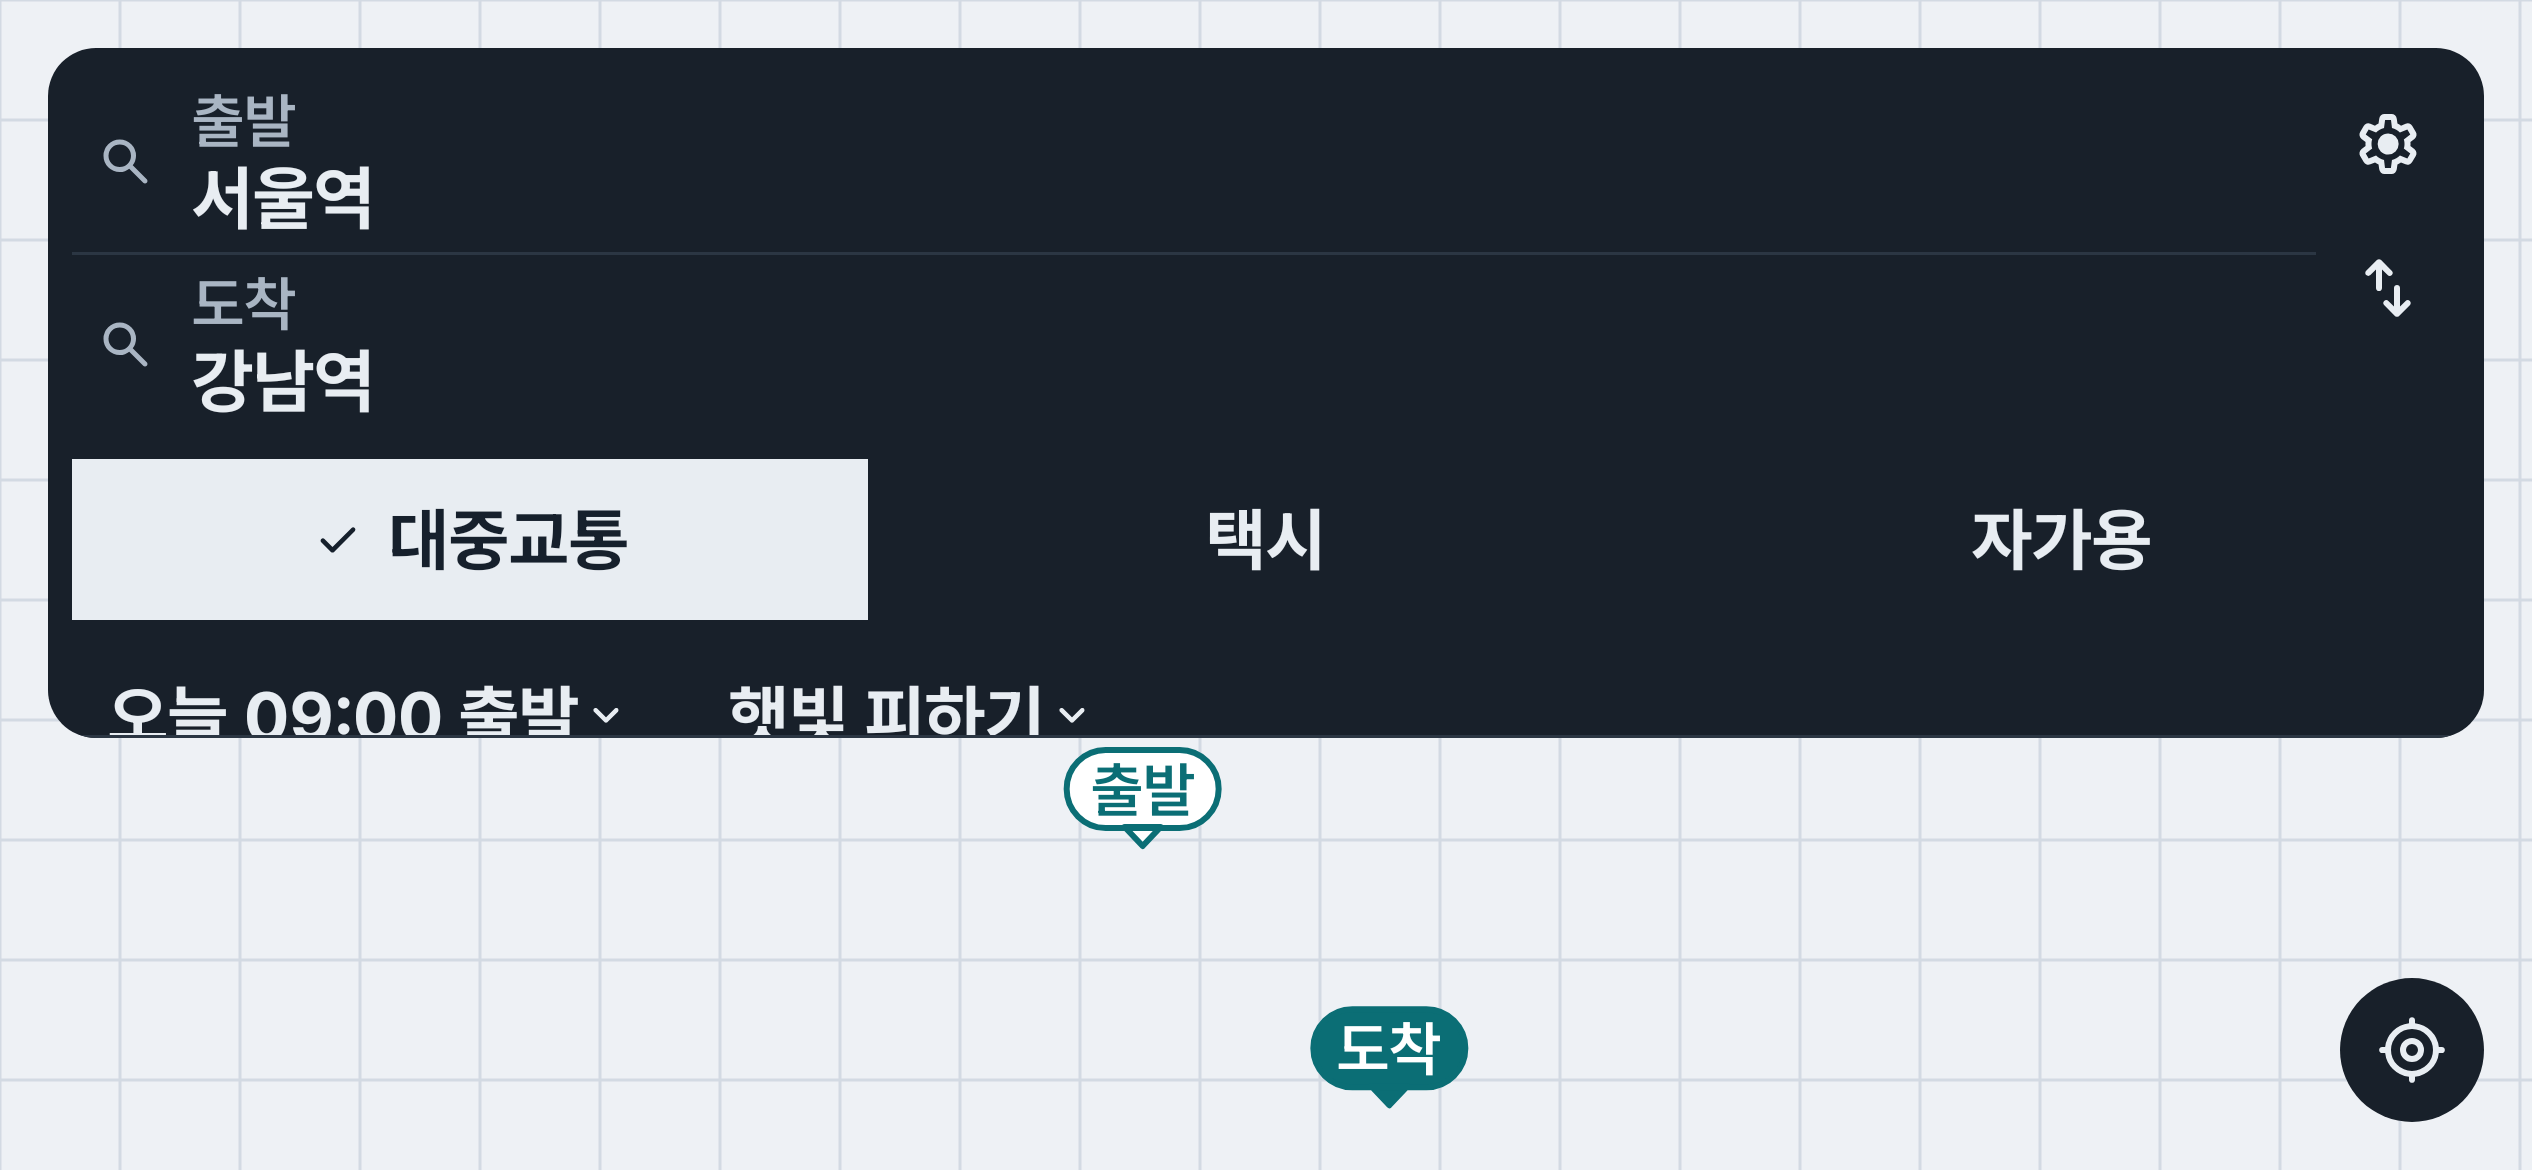 출발
서울역
도착
강남역
대중교통
택시
자가용
오늘 09:00 출발
햇빛 피하기
출발
도착